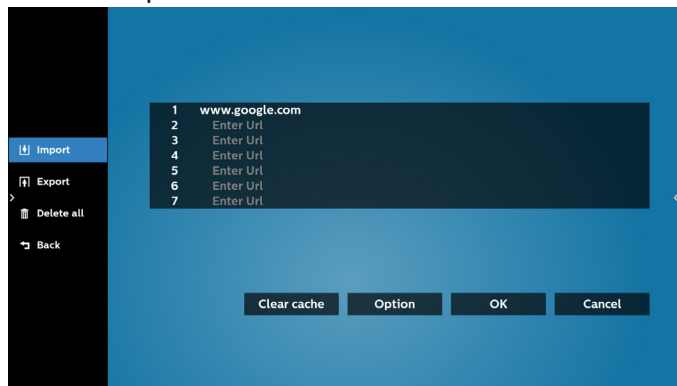 Import
Export
Delete all
Back
1 www.google.com
2 Enter Url
3 Enter Url
4 Enter Url
5 Enter Url
6 Enter Url
7 Enter Url
Clear cache Option OK Cancel